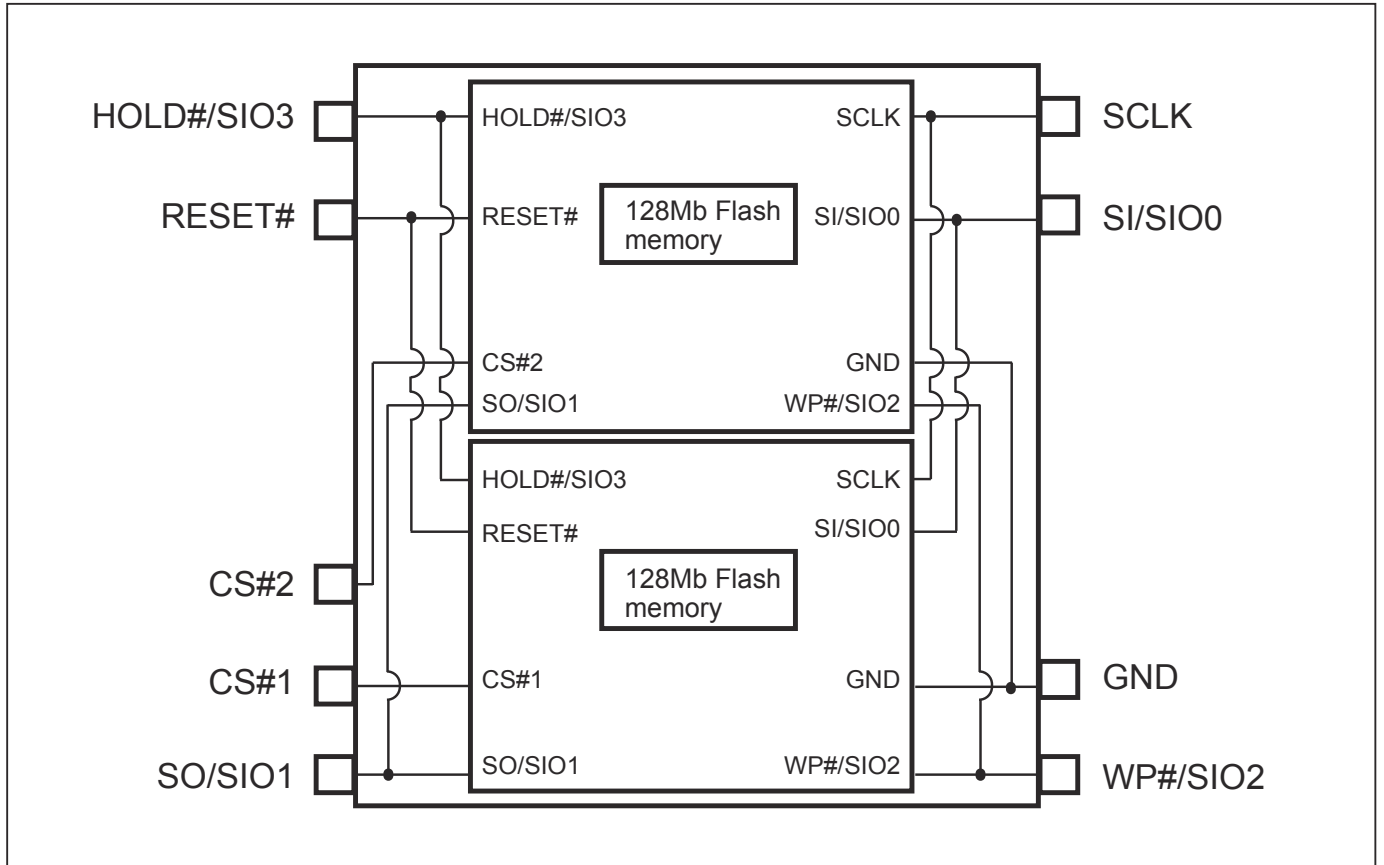 HOLD#/SIO3
RESET#
CS#2
CS#1
SO/SIO1
HOLD#/SIO3
SCLK
RESET#
128Mb Flash
memory
SI/SIO0
CS#2
GND
SO/SIO1
WP#/SIO2
HOLD#/SIO3
SCLK
RESET#
SI/SIO0
128Mb Flash
memory
CS#1
GND
SO/SIO1
WP#/SIO2
SCLK
SI/SIO0
GND
WP#/SIO2